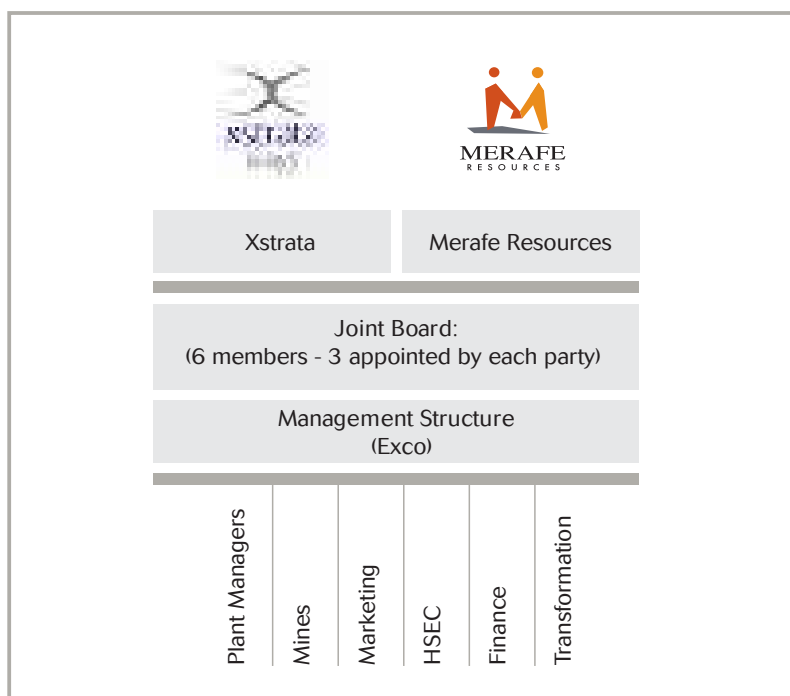 xstrata
MERAFE
RESOURCES
Xstrata
Merafe Resources
Joint Board:
(6 members - 3 appointed by each party)
Management Structure
(Exco)
Plant Managers
Mines
Marketing
HSEC
Finance
Transformation